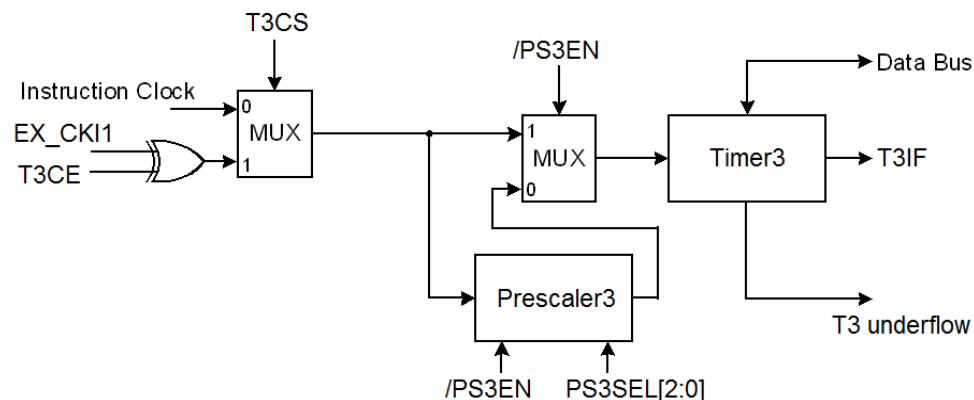 T3CS
/PS3EN
Data Bus
Instruction Clock
0
EX_CKI1
MUX
1
MUX
Timer3
T3IF
T3CE
1
0
Prescaler3
T3 underflow
/PS3EN
PS3SEL[2:0]